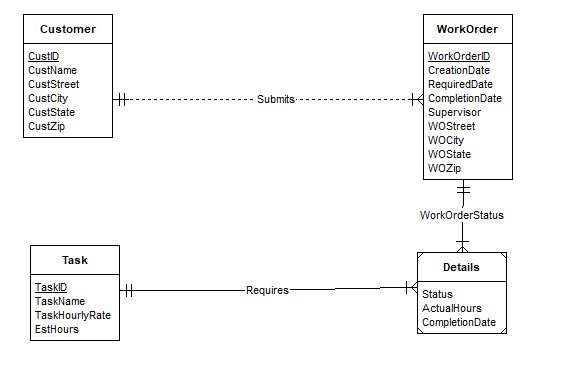 Customer
CustID
CustName
CustStreet
CustCity
CustState
CustZip
Submits
WorkOrder
WorkOrderID
CreationDate
RequiredDate
CompletionDate
Supervisor
WOStreet
WOCity
WOState
WOZip
WorkOrderStatus
Task
TaskID
TaskName
TaskHourlyRate
EstHours
Requires
Details
Status
ActualHours
CompletionDate